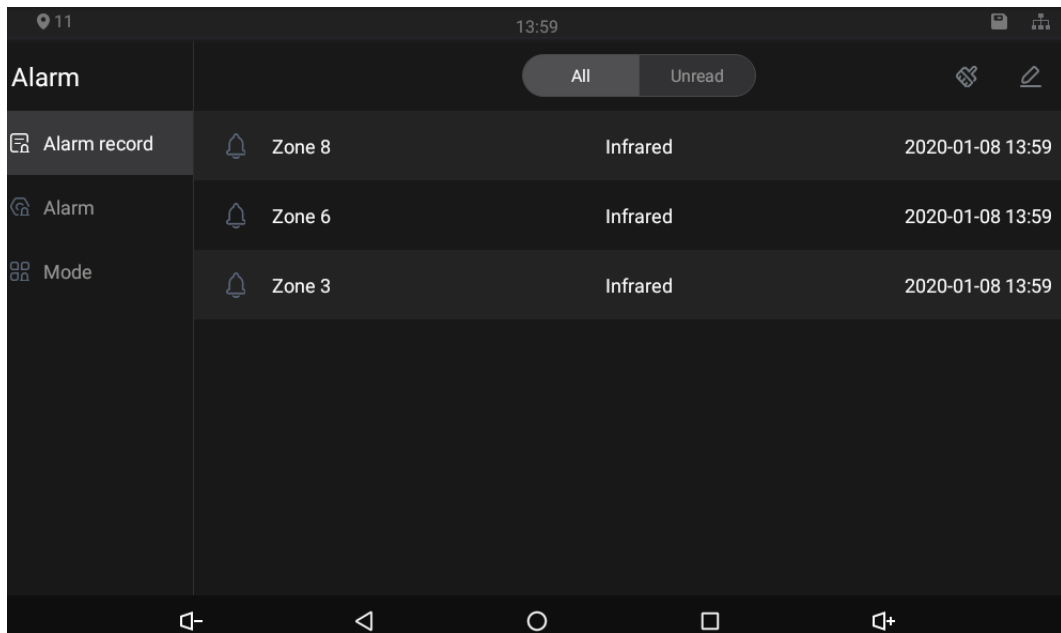 11
13:59
Alarm
All
Unread
Alarm record
Zone 8 Infrared 2020-01-08 13:59
Alarm
Zone 6 Infrared 2020-01-08 13:59
Mode
Zone 3 Infrared 2020-01-08 13:59